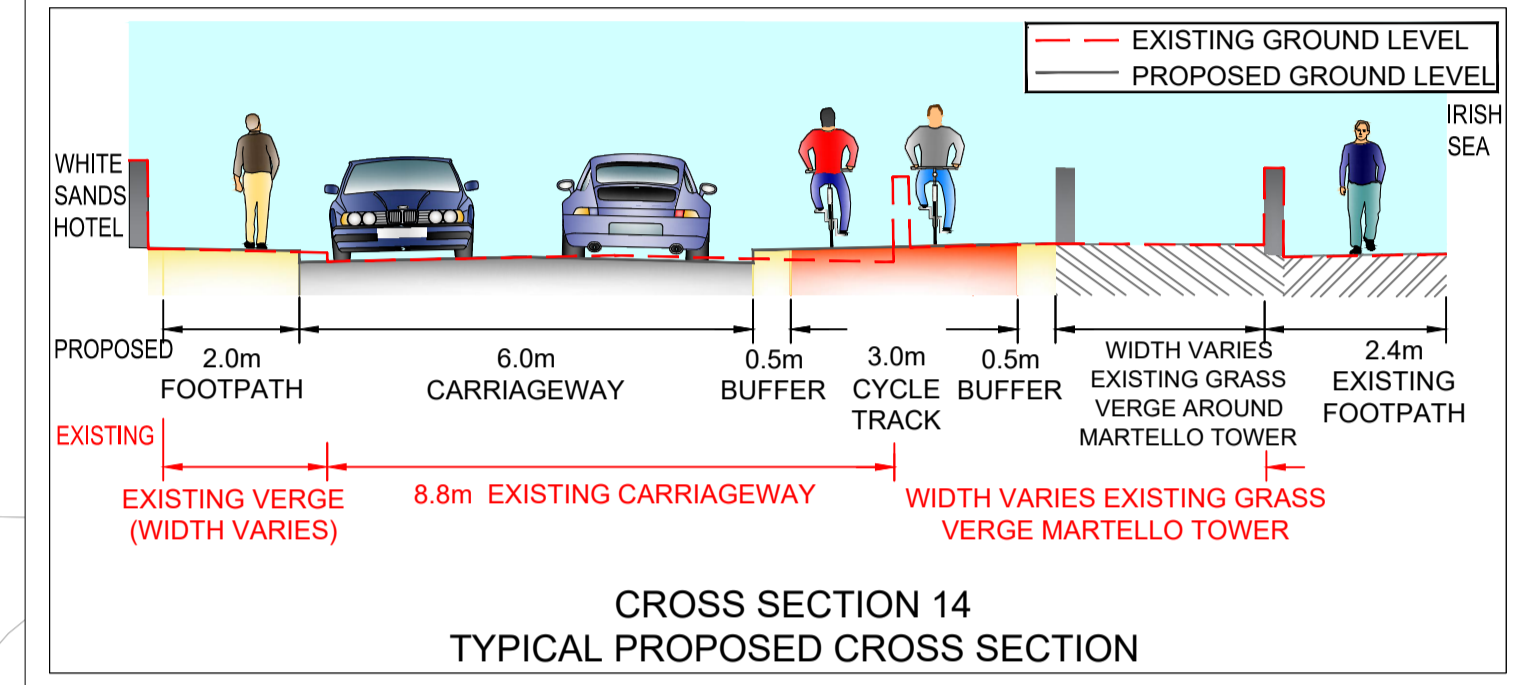 EXISTING GROUND LEVEL
PROPOSED GROUND LEVEL
IRISH
SEA
WHITE
SANDS
HOTEL
PROPOSED
2.0m
FOOTPATH
6.0m
CARRIAGEWAY
0.5m
BUFFER
3.0m
CYCLE
TRACK
0.5m
BUFFER
WIDTH VARIES
EXISTING GRASS
VERGE AROUND
MARTELLO TOWER
2.4m
EXISTING
FOOTPATH
EXISTING
EXISTING VERGE
(WIDTH VARIES)
8.8m EXISTING CARRIAGEWAY
WIDTH VARIES EXISTING GRASS
VERGE MARTELLO TOWER
CROSS SECTION 14
TYPICAL PROPOSED CROSS SECTION